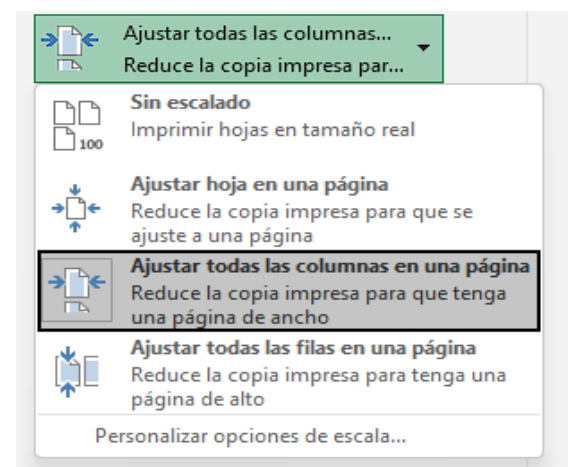 Ajustar todas las columnas...
Reduce la copia impresa par...
Sin escalado
Imprimir hojas en tamaño real
100
Ajustar hoja en una página
Reduce la copia impresa para que se
ajuste a una página
Ajustar todas las columnas en una página
Reduce la copia impresa para que tenga
una página de ancho
Ajustar todas las filas en una página
Reduce la copia impresa para tenga una
página de alto
Personalizar opciones de escala...